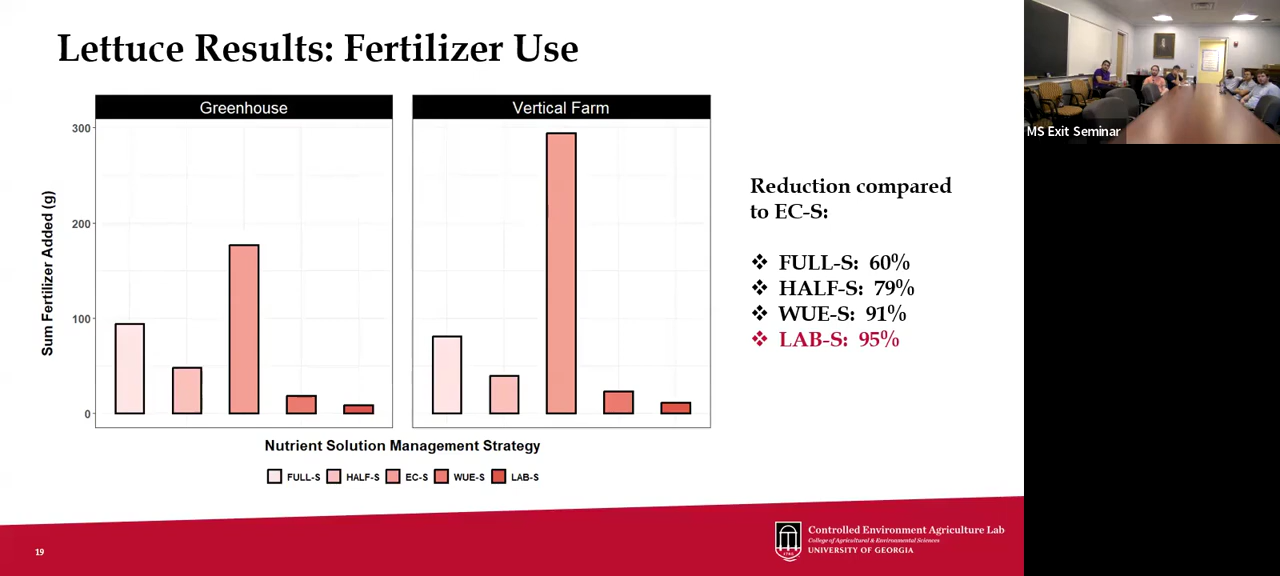 Lettuce Results: Fertilizer Use
Greenhouse
Vertical Farm
Sum Fertilizer Added (g)
300
200
100
0
Nutrient Solution Management Strategy
FULL-S HALF-S EC-S WUE-S LAB-S
Reduction compared
to EC-S:
❖ FULL-S: 60%
❖ HALF-S: 79%
❖ WUE-S: 91%
❖ LAB-S: 95%
MS Exit Seminar
19
Controlled Environment Agriculture Lab
College of Agricultural & Environmental Sciences
UNIVERSITY OF GEORGIA